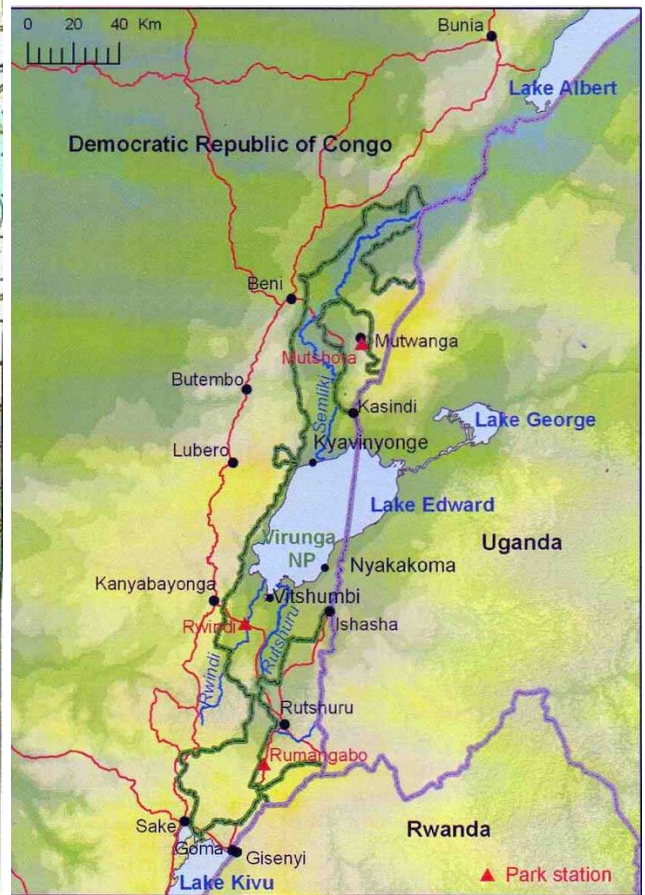 0 20 40 Km
Bunia
Lake Albert
Democratic Republic of Congo
Beni
Mutwanga
Mutshora
Butembo
Semliki
Kasindi
Lake George
Kyavinyonge
Lubero
Lake Edward
Uganda
Virunga
NP
Nyakakoma
Kanyabayonga
Vitshumbi
Ishasha
Rwindi
Rutshuru
Rwindi
Rutshuru
Rumangabo
Sake
Goma
Gisenyi
Rwanda
Lake Kivu
Park station